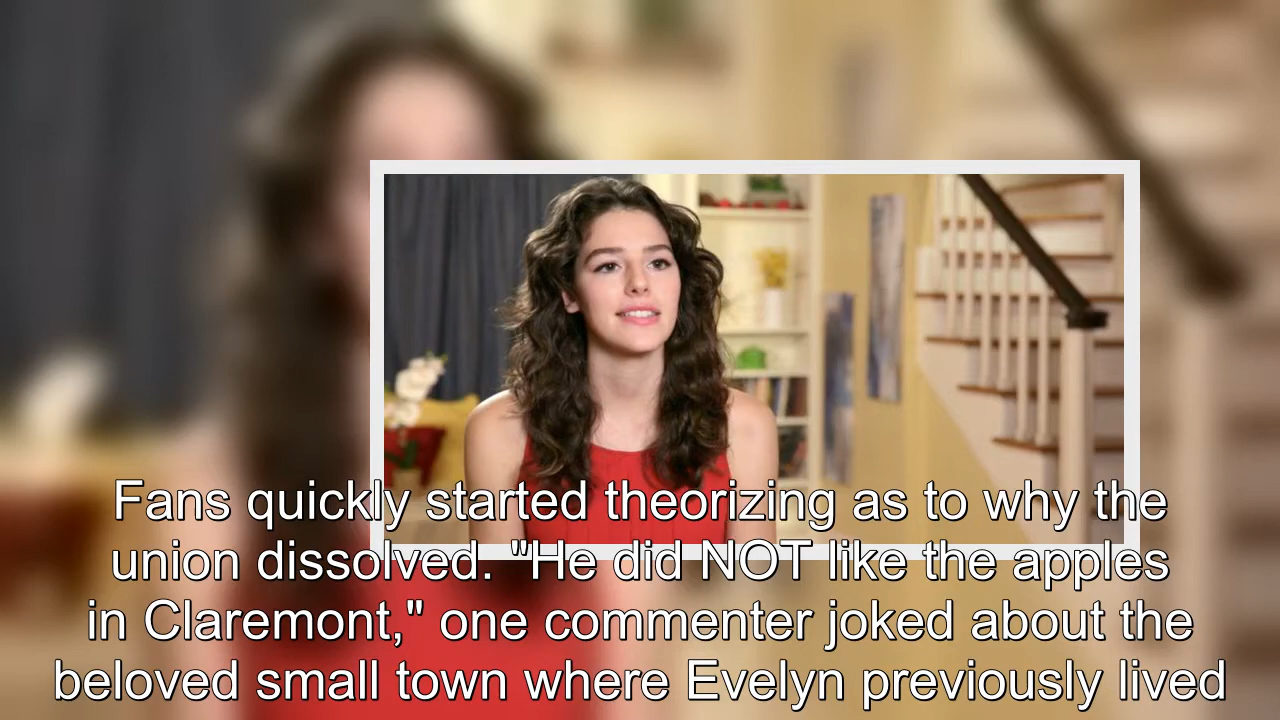 Fans quickly started theorizing as to why the
union dissolved. "He did NOT like the apples
in Claremont," one commenter joked about the
beloved small town where Evelyn previously lived